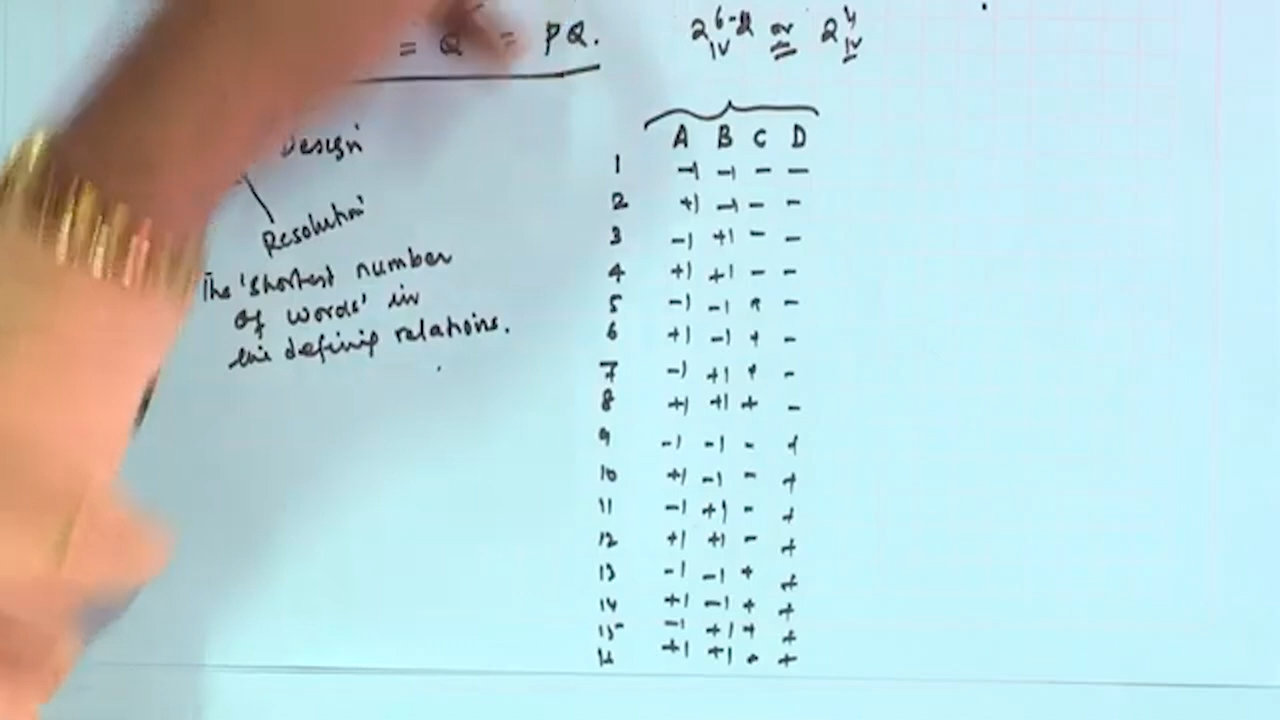 = Q = PQ.
2 6-2 IV or 2 4 IV
Design
Resolution
The 'shortest number
of words' in
the defining relations.
A B C D
1 -1 -1 - -
2 +1 -1 - -
3 -1 +1 - -
4 +1 +1 - -
5 -1 -1 + -
6 +1 -1 + -
7 -1 +1 + -
8 +1 +1 + -
9 -1 -1 - +
10 +1 -1 - +
11 -1 +1 - +
12 +1 +1 - +
13 -1 -1 + +
14 +1 -1 + +
15 -1 +1 + +
16 +1 +1 + +